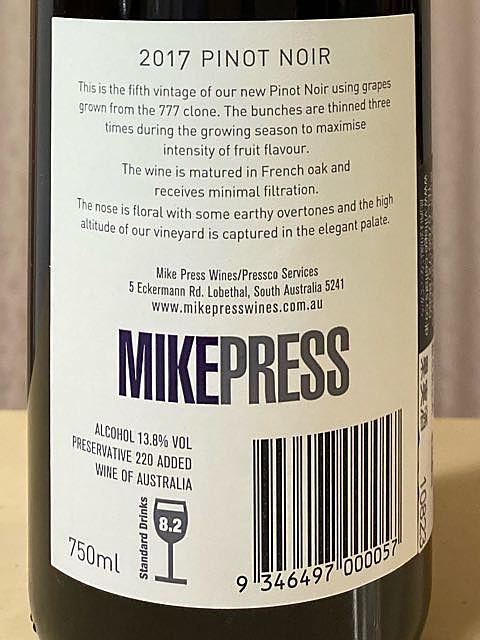 2017 PINOT NOIR
This is the fifth vintage of our new Pinot Noir using grapes
grown from the 777 clone. The bunches are thinned three
times during the growing season to maximise
intensity of fruit flavour.
The wine is matured in French oak and
receives minimal filtration.
The nose is floral with some earthy overtones and the high
altitude of our vineyard is captured in the elegant palate.
Mike Press Wines/Pressco Services
5 Eckermann Rd. Lobethal, South Australia 5241
www.mikepresswines.com.au
MIKEPRESS
ALCOHOL 13.8% VOL
PRESERVATIVE 220 ADDED
WINE OF AUSTRALIA
750ml
Standard Drinks
8.2
9 346497 000057